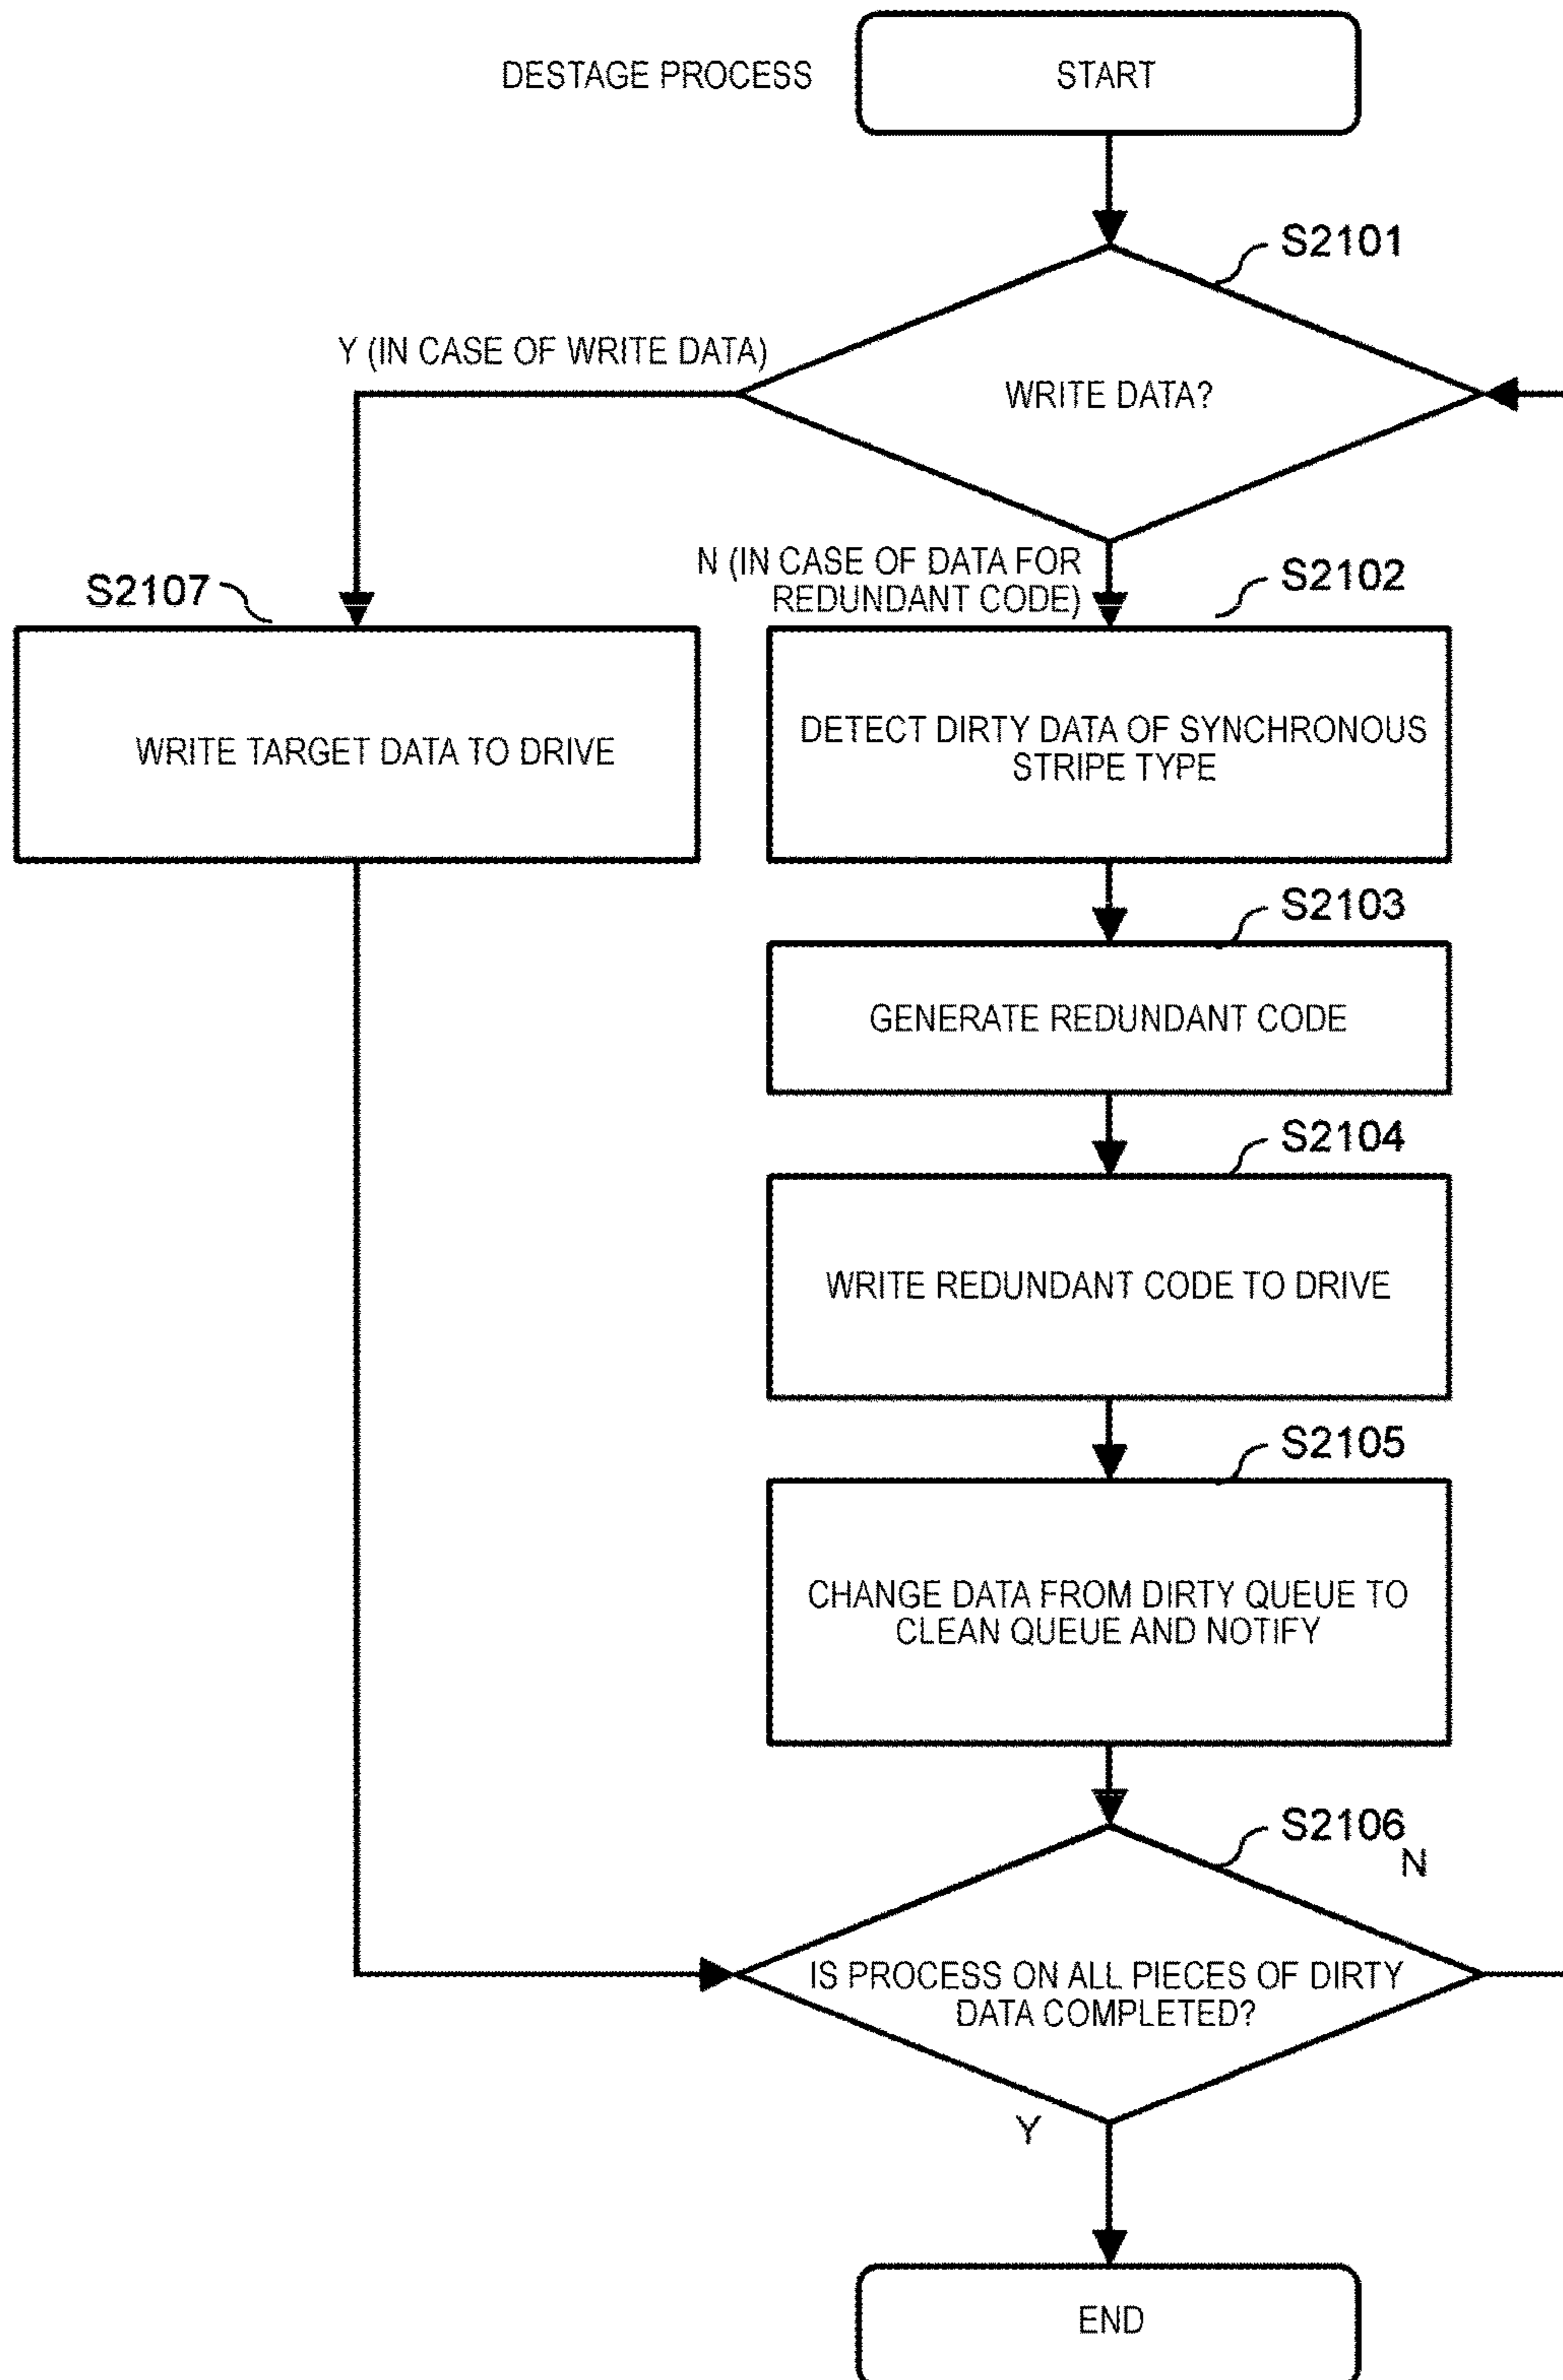 DESTAGE PROCESS
START
S2101
Y (IN CASE OF WRITE DATA)
WRITE DATA?
N (IN CASE OF DATA FOR
REDUNDANT CODE)
S2102
S2107
WRITE TARGET DATA TO DRIVE
DETECT DIRTY DATA OF SYNCHRONOUS
STRIPE TYPE
S2103
GENERATE REDUNDANT CODE
S2104
WRITE REDUNDANT CODE TO DRIVE
S2105
CHANGE DATA FROM DIRTY QUEUE TO
CLEAN QUEUE AND NOTIFY
S2106
N
IS PROCESS ON ALL PIECES OF DIRTY
DATA COMPLETED?
Y
END